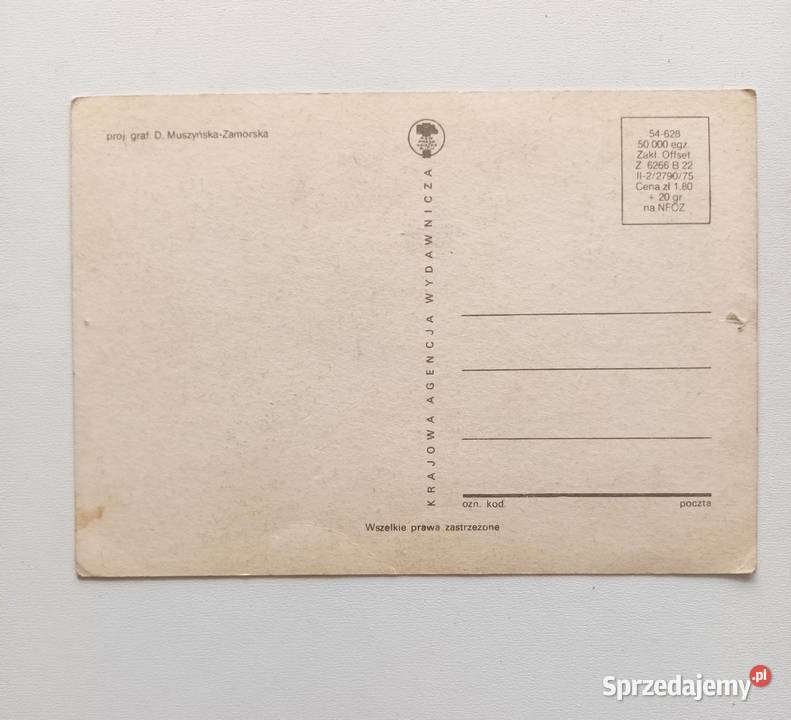 proj. graf. D. Muszyńska-Zamorska
KRAJOWA AGENCJA WYDAWNICZA
54-628
50 000 egz.
Zakł. Offset
Z. 6266 B 22
II-2/2790/75
Cena zł 1.80
+ 20 gr
na NFOZ
ozn. kod.
poczta
Wszelkie prawa zastrzeżone
Sprzedajemy.pl